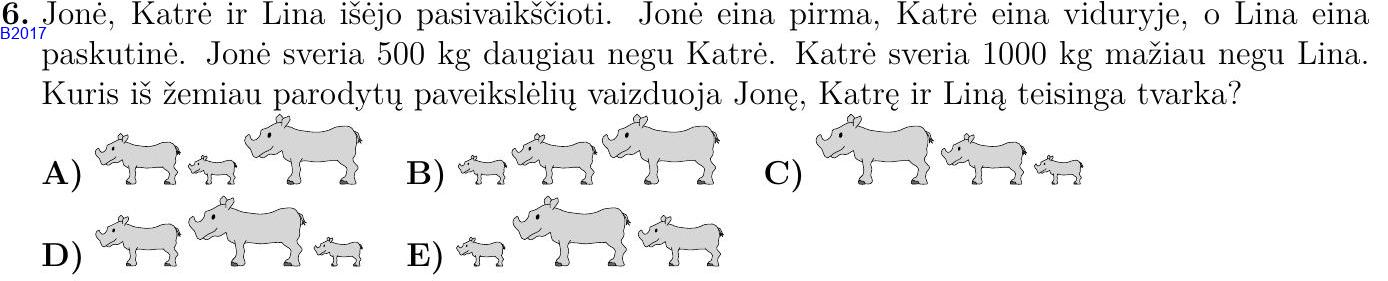 6. Jonė, Katrė ir Lina išėjo pasivaikščioti. Jonė eina pirma, Katrė eina viduryje, o Lina eina
B2017
paskutinė. Jonė sveria 500 kg daugiau negu Katrė. Katrė sveria 1000 kg mažiau negu Lina.
Kuris iš žemiau parodytų paveikslėlių vaizduoja Jonę, Katrę ir Liną teisinga tvarka?
A) B) C)
D) E)